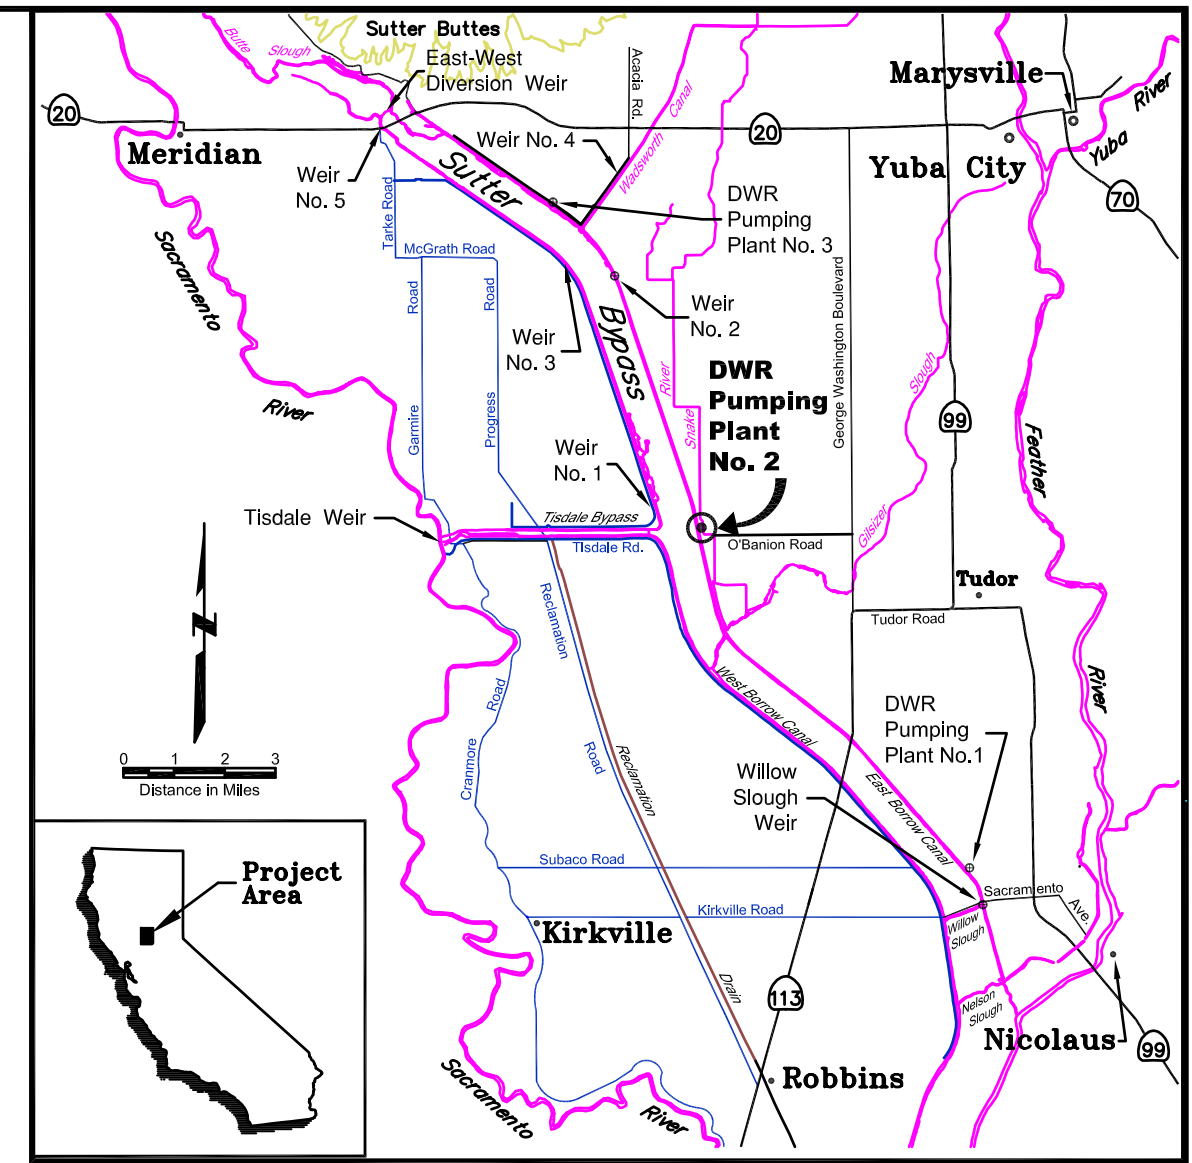 Sutter Buttes
Butte
Slough
East-West
Diversion Weir
Acacia Rd.
Canal
Wadsworth
Marysville
River
Yuba
20
Meridian
Weir No. 4
20
Yuba City
70
Weir
No. 5
Sutter
Tarke Road
DWR
Pumping
Plant No. 3
McGrath Road
Sacramento
River
Road
Road
Garmire
Progress
Weir
No. 3
Bypass
Weir
No. 2
River
Snake
George Washington Boulevard
DWR
Pumping
Plant
No. 2
Slough
Gilsizer
99
Feather
River
Weir
No. 1
Tisdale Weir
Tisdale Bypass
Tisdale Rd.
O'Banion Road
Tudor
Tudor Road
N
Reclamation
Road
Cranmore
Road
Reclamation
Drain
West Borrow Canal
East Borrow Canal
DWR
Pumping
Plant No.1
Willow
Slough
Weir
0 1 2 3
Distance in Miles
Subaco Road
Kirkville Road
Kirkville
Sacramento
Ave.
Willow
Slough
Nelson
Slough
Nicolaus
99
113
Robbins
Sacramento
River
Project
Area